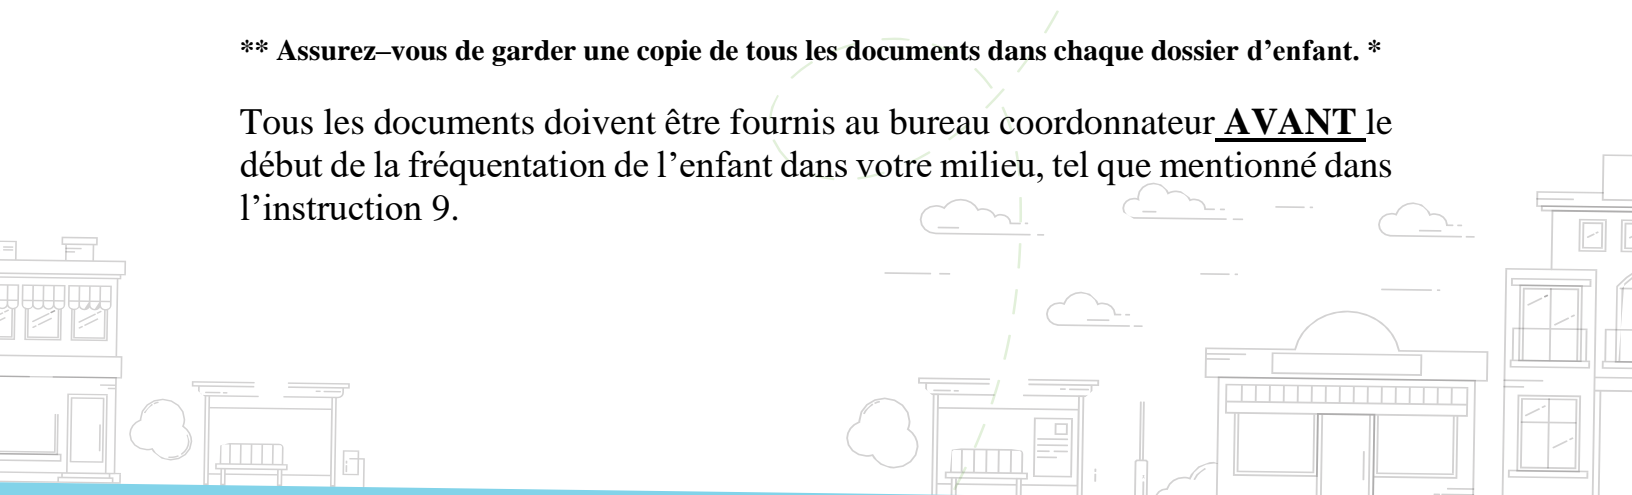 ** Assurez–vous de garder une copie de tous les documents dans chaque dossier d’enfant. *
Tous les documents doivent être fournis au bureau coordonnateur AVANT le
début de la fréquentation de l’enfant dans votre milieu, tel que mentionné dans
l’instruction 9.